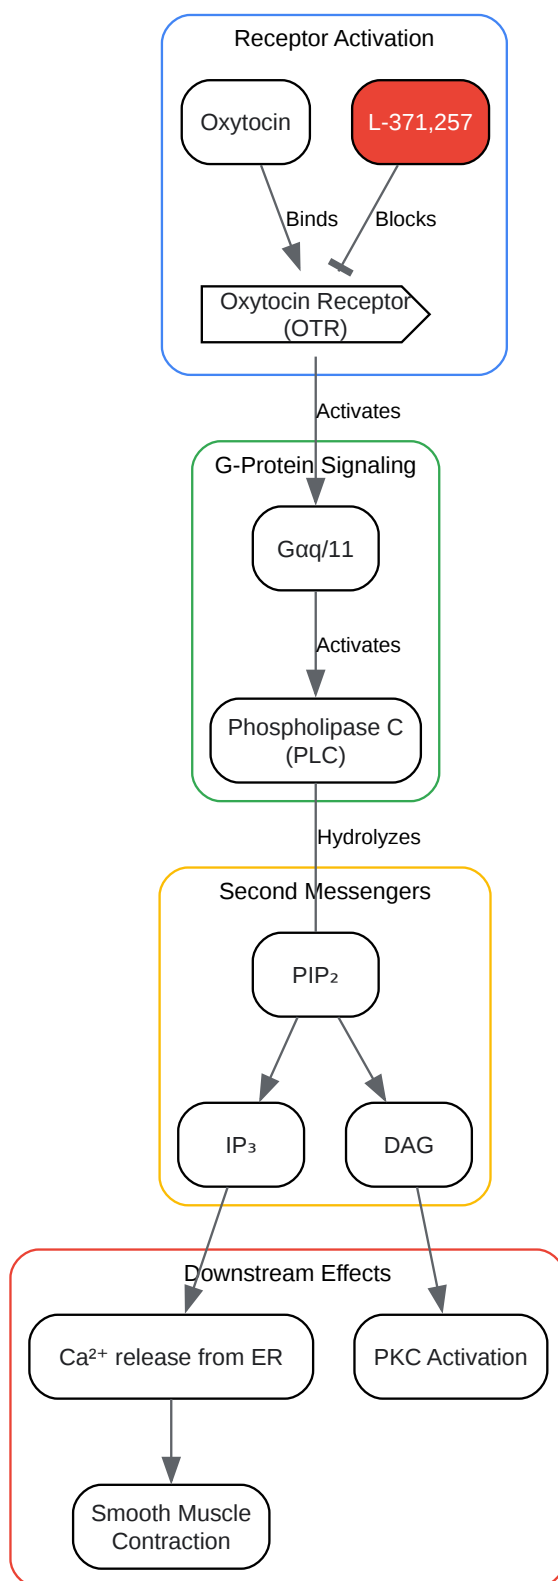 Receptor Activation
Oxytocin
L-371,257
Binds
Blocks
Oxytocin Receptor
(OTR)
Activates
G-Protein Signaling
Gαq/11
Activates
Phospholipase C
(PLC)
Hydrolyzes
Second Messengers
PIP₂
IP₃
DAG
Downstream Effects
Ca²⁺ release from ER
PKC Activation
Smooth Muscle
Contraction